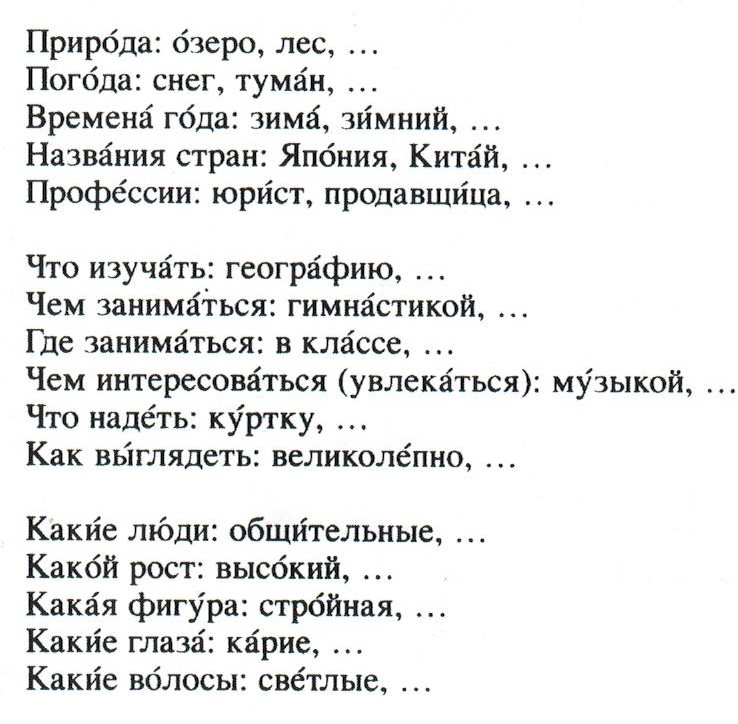 Приро́да: о́зеро, лес, ...
Пого́да: снег, тума́н, ...
Времена́ го́да: зима́, зи́мний, ...
Назва́ния стран: Япо́ния, Кита́й, ...
Профе́ссии: юри́ст, продавщи́ца, ...
Что изуча́ть: геогра́фию, ...
Чем занима́ться: гимна́стикой, ...
Где занима́ться: в кла́ссе, ...
Чем интересова́ться (увлека́ться): му́зыкой, ...
Что наде́ть: ку́ртку, ...
Как вы́глядеть: великоле́пно, ...
Каки́е лю́ди: общи́тельные, ...
Како́й рост: высо́кий, ...
Кака́я фигу́ра: стро́йная, ...
Каки́е глаза́: ка́рие, ...
Каки́е во́лосы: све́тлые, ...